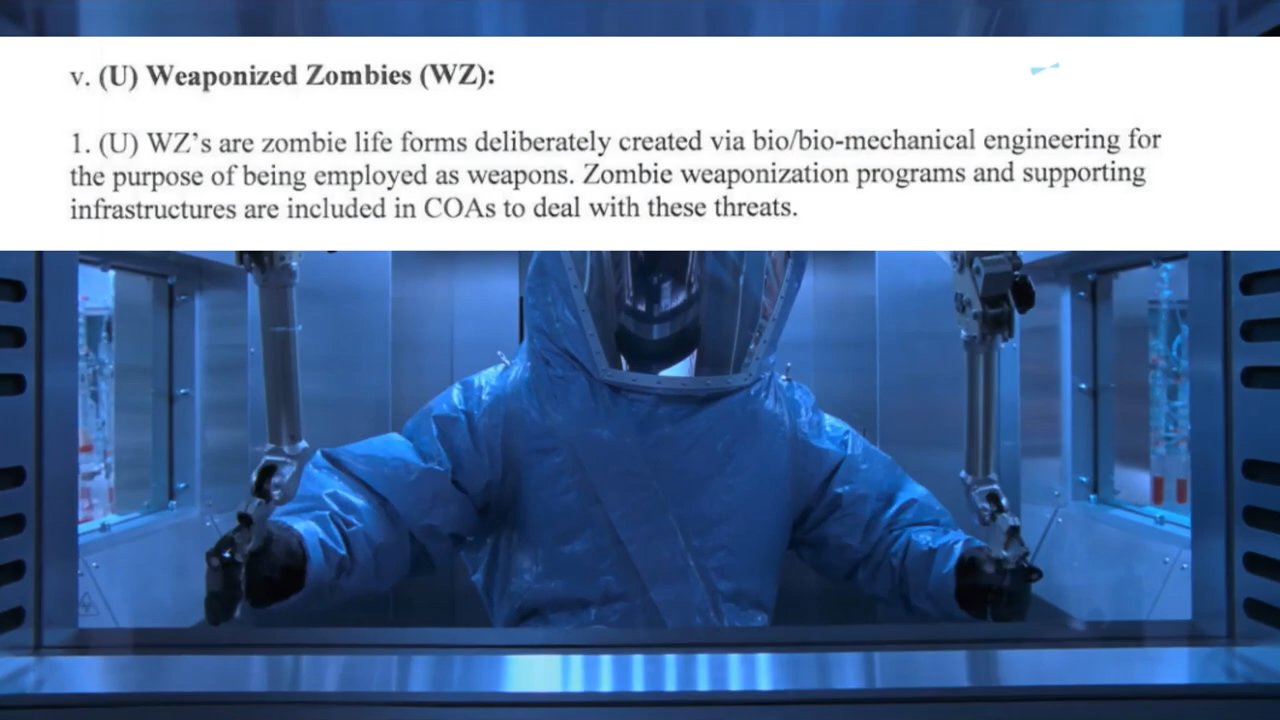 v. (U) Weaponized Zombies (WZ):
1. (U) WZ's are zombie life forms deliberately created via bio/bio-mechanical engineering for
the purpose of being employed as weapons. Zombie weaponization programs and supporting
infrastructures are included in COAs to deal with these threats.